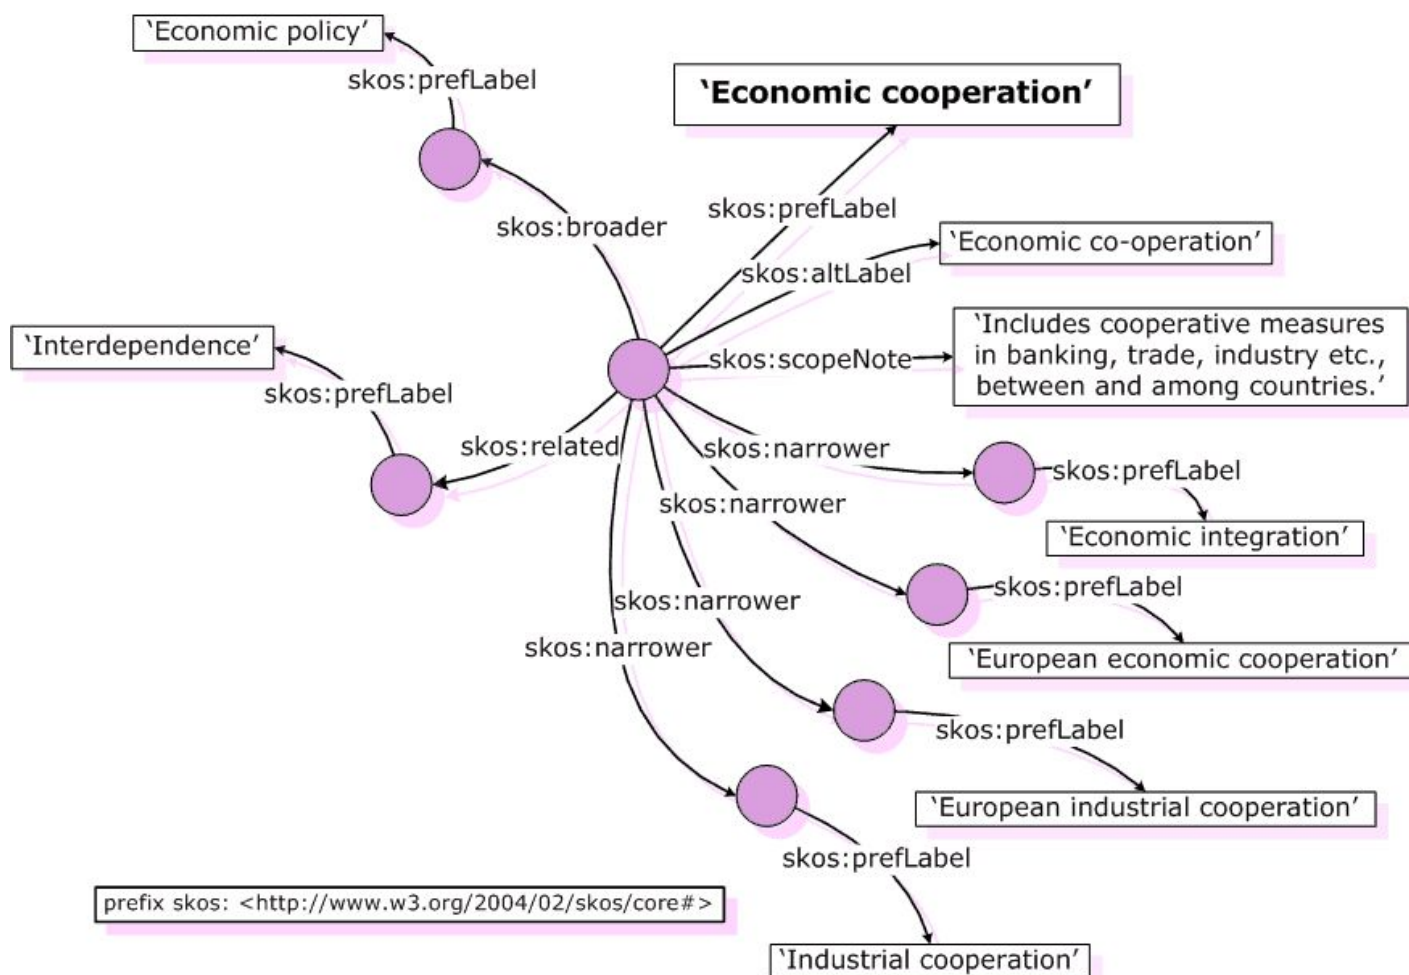 ‘Economic policy’
skos:prefLabel
‘Economic cooperation’
skos:prefLabel
skos:broader
‘Economic co-operation’
skos:altLabel
‘Interdependence’
skos:prefLabel
skos:scopeNote
‘Includes cooperative measures
in banking, trade, industry etc.,
between and among countries.’
skos:related
skos:narrower
skos:prefLabel
‘Economic integration’
skos:narrower
skos:prefLabel
‘European economic cooperation’
skos:narrower
skos:prefLabel
‘European industrial cooperation’
skos:narrower
skos:prefLabel
‘Industrial cooperation’
prefix skos: <http://www.w3.org/2004/02/skos/core#>